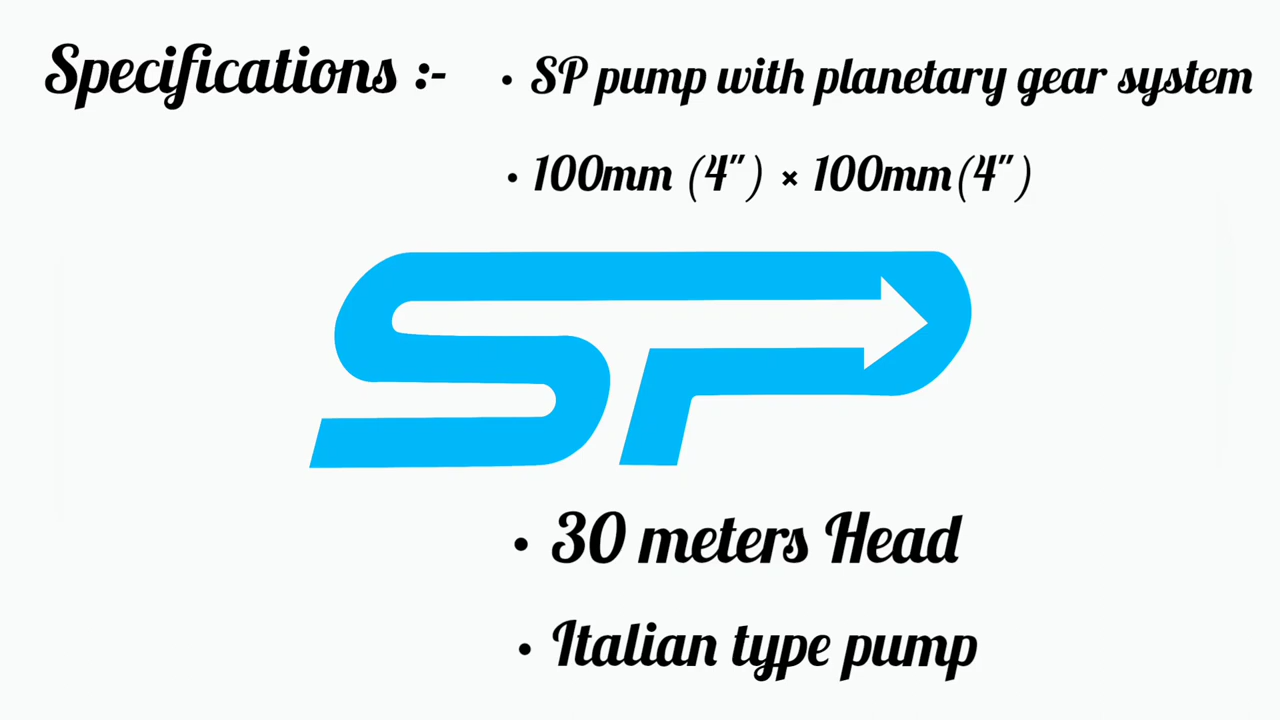 Specifications :- • SP pump with planetary gear system
• 100mm (4") × 100mm(4")
SP
• 30 meters Head
• Italian type pump